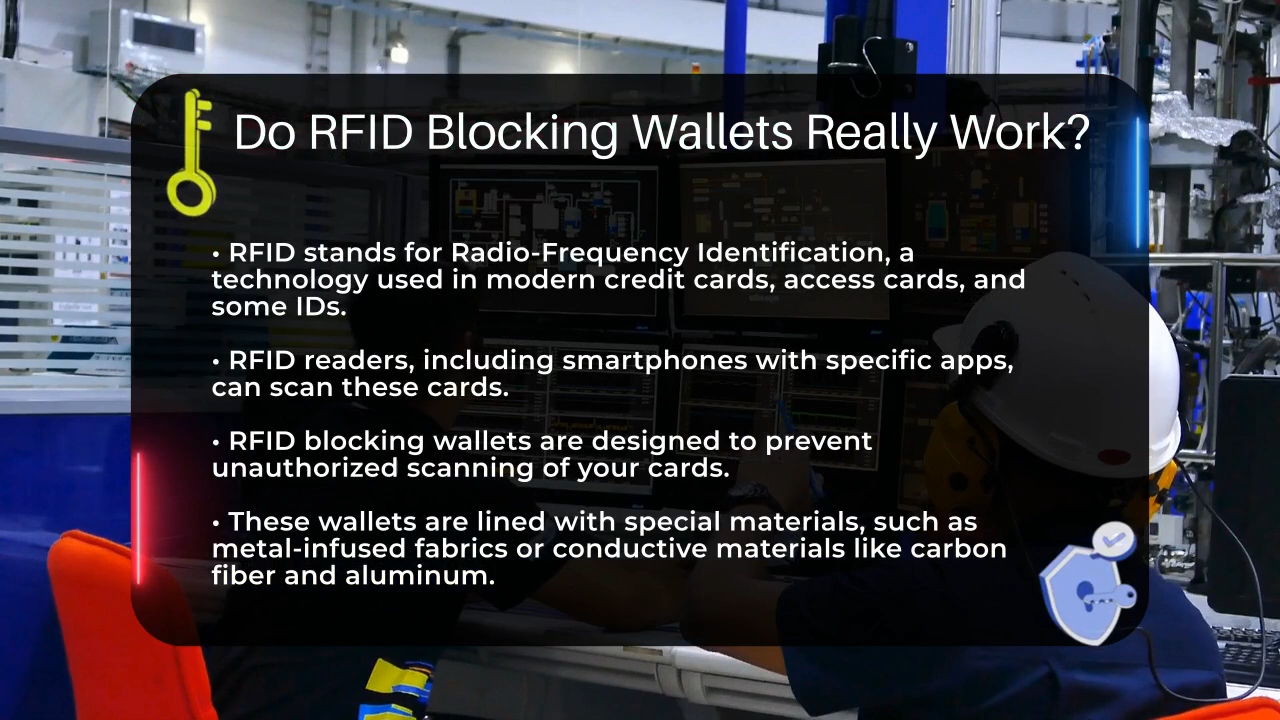 Do RFID Blocking Wallets Really Work?
• RFID stands for Radio-Frequency Identification, a
technology used in modern credit cards, access cards, and
some IDs.
• RFID readers, including smartphones with specific apps,
can scan these cards.
• RFID blocking wallets are designed to prevent
unauthorized scanning of your cards.
• These wallets are lined with special materials, such as
metal-infused fabrics or conductive materials like carbon
fiber and aluminum.